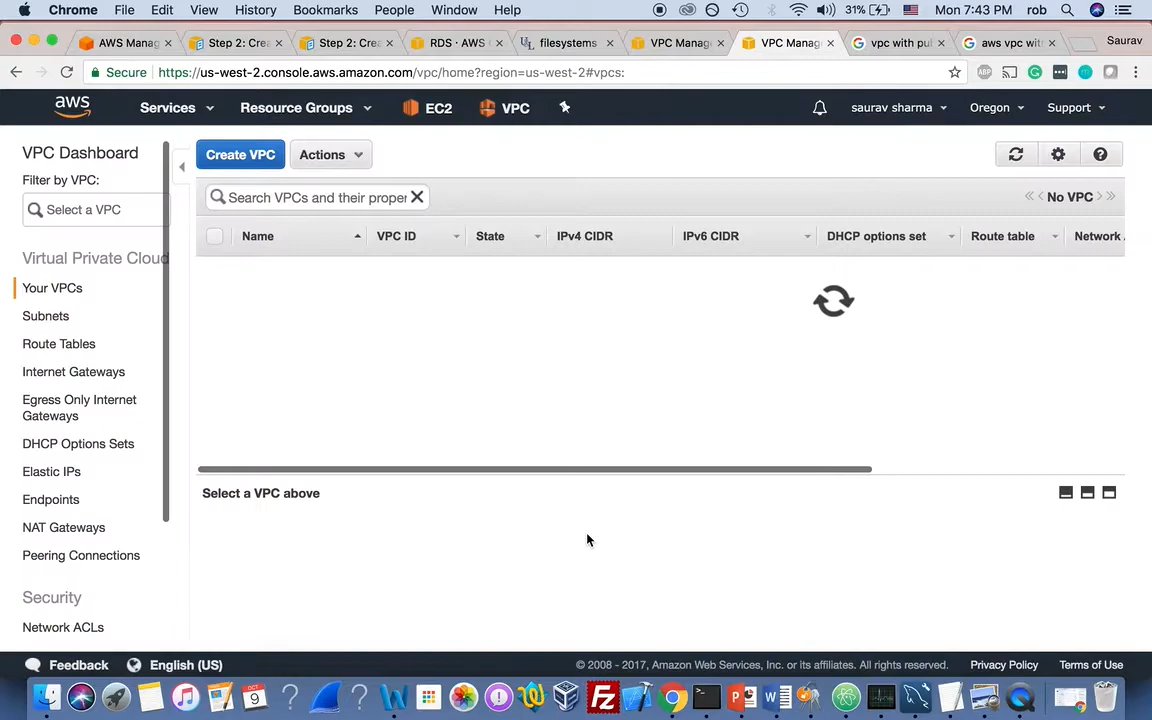 Chrome File Edit View History Bookmarks People Window Help 31% Mon 7:43 PM rob
AWS Manag Step 2: Crea Step 2: Crea RDS · AWS filesystems VPC Manag VPC Manag vpc with pu aws vpc wit Saurav
Secure https://us-west-2.console.aws.amazon.com/vpc/home?region=us-west-2#vpcs: ABP
aws Services Resource Groups EC2 VPC saurav sharma Oregon Support
VPC Dashboard
Filter by VPC:
Select a VPC
Virtual Private Cloud
Your VPCs
Subnets
Route Tables
Internet Gateways
Egress Only Internet
Gateways
DHCP Options Sets
Elastic IPs
Endpoints
NAT Gateways
Peering Connections
Security
Network ACLs
Create VPC Actions
Search VPCs and their proper No VPC
Name VPC ID State IPv4 CIDR IPv6 CIDR DHCP options set Route table Network
Select a VPC above
Feedback English (US) © 2008 - 2017, Amazon Web Services, Inc. or its affiliates. All rights reserved. Privacy Policy Terms of Use